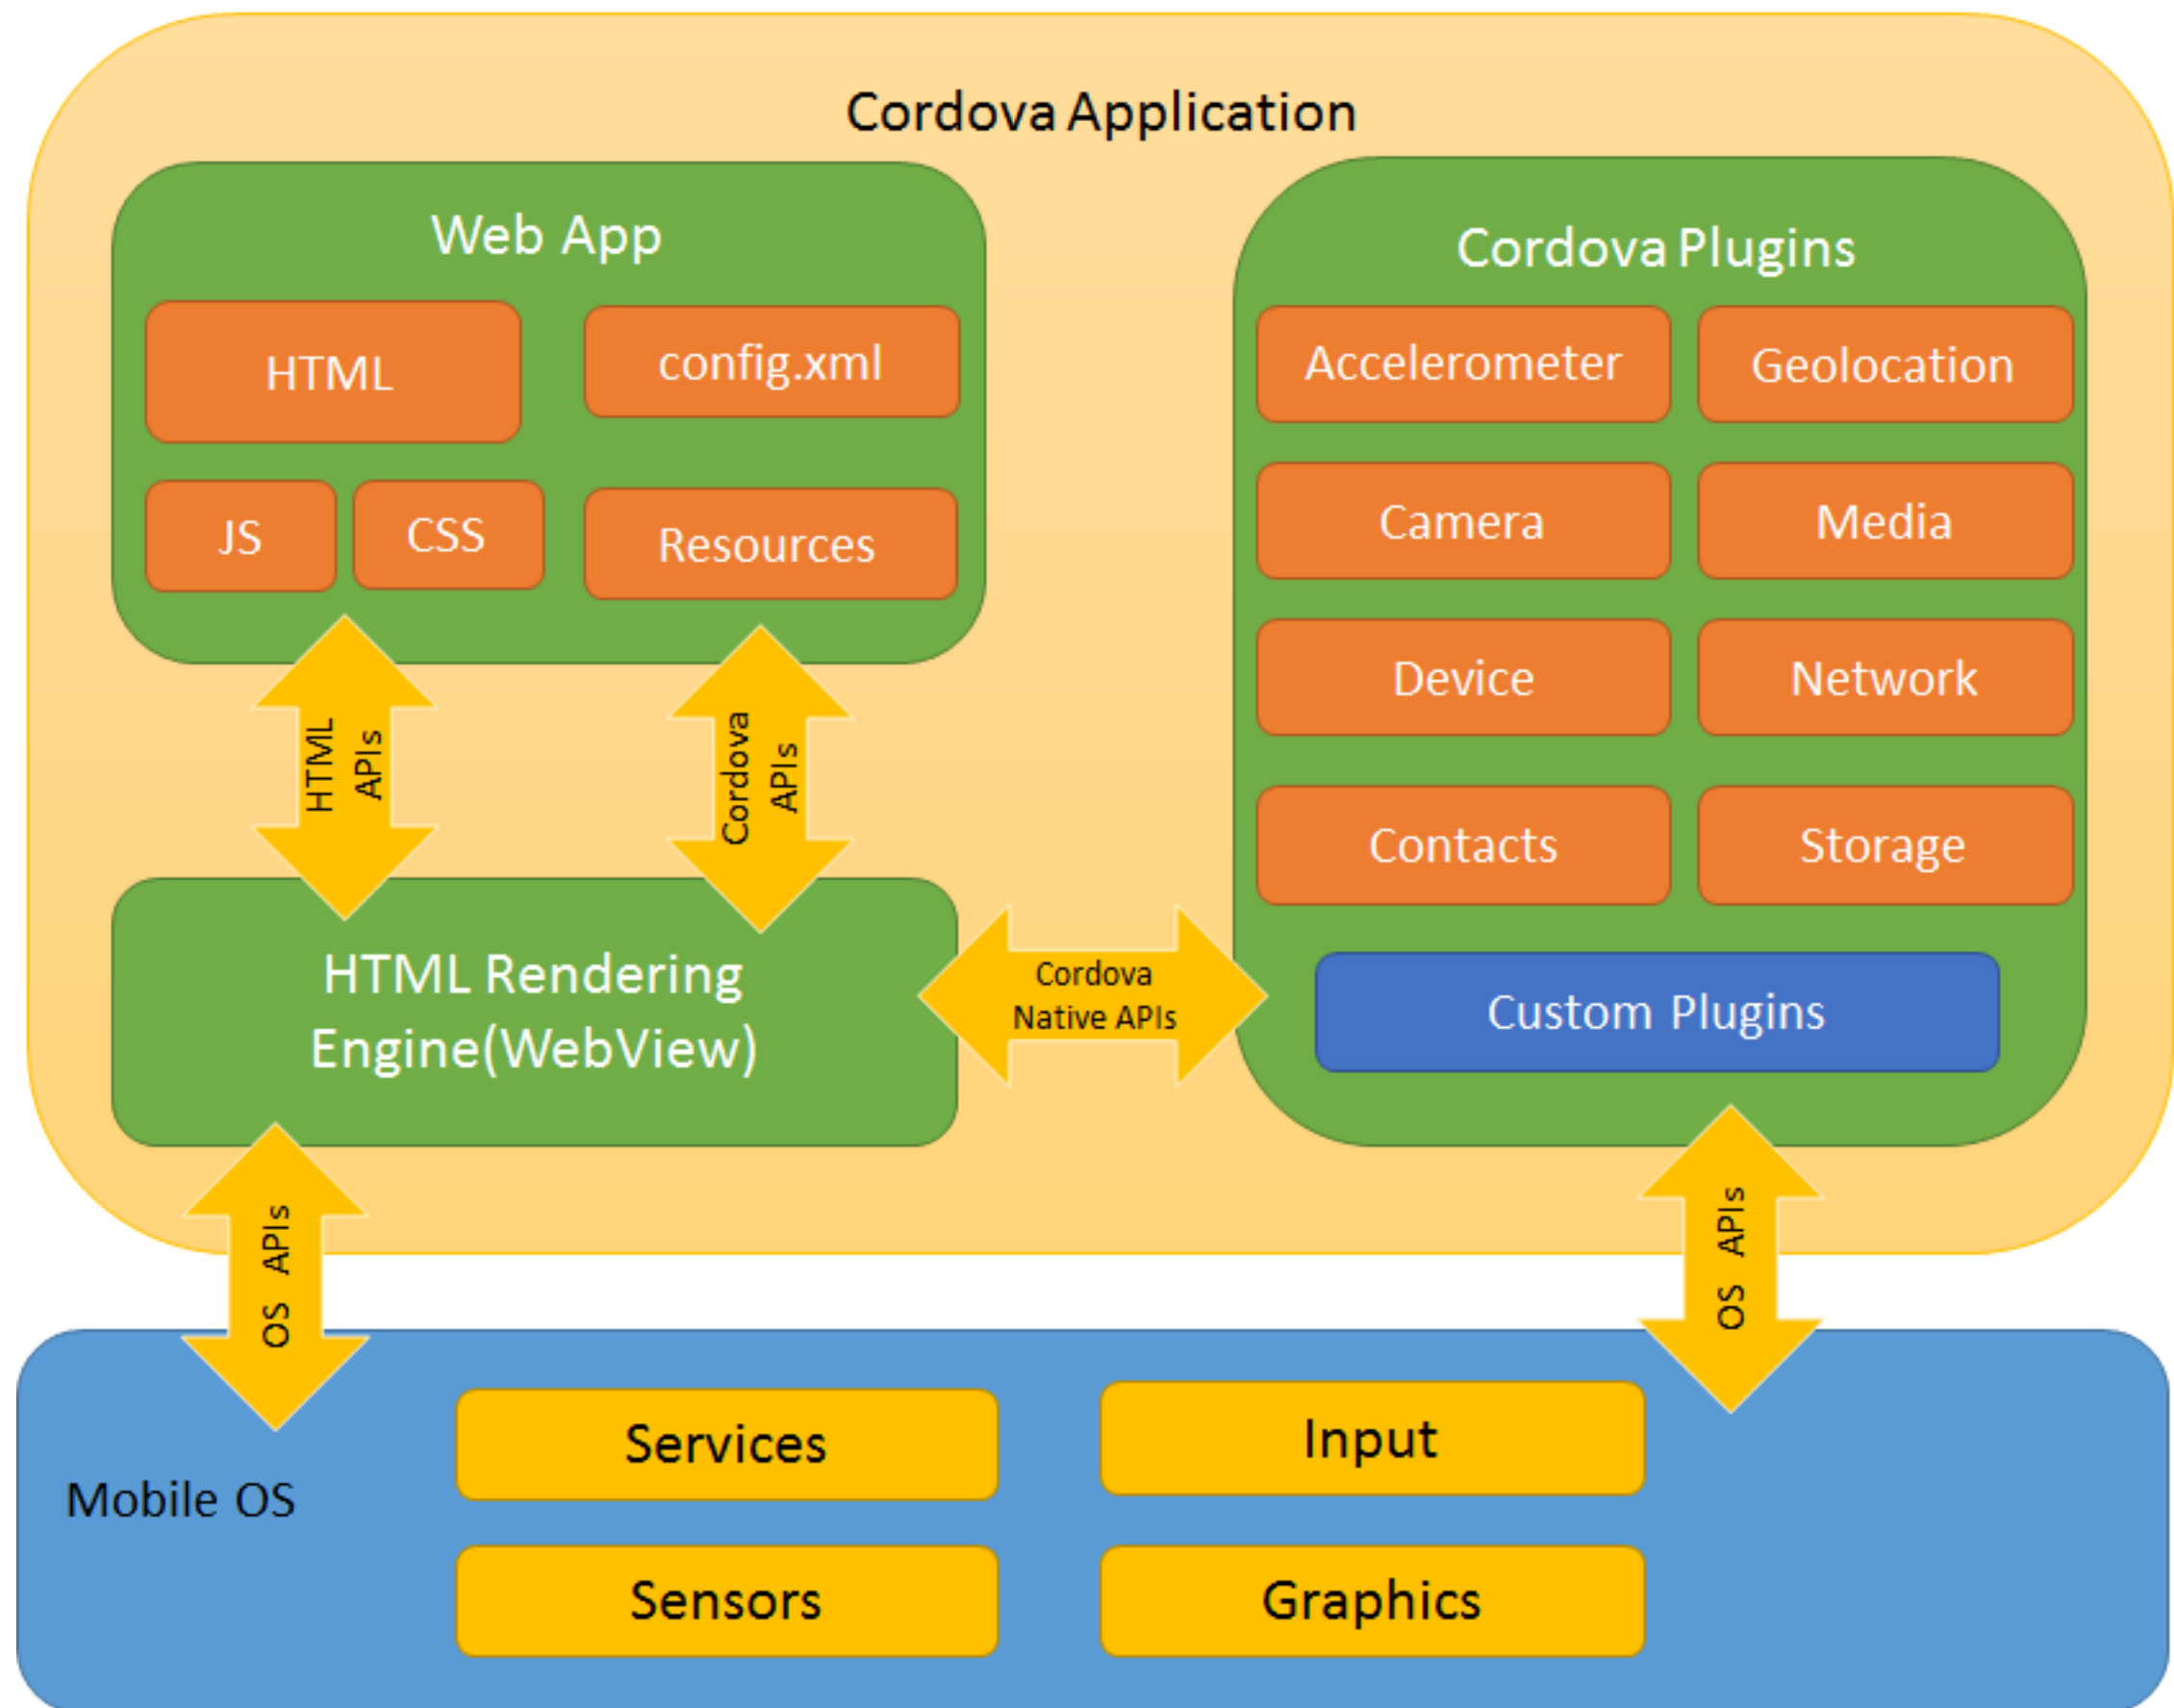 Cordova Application
Web App
HTML
config.xml
JS
CSS
Resources
HTML
APIs
Cordova
APIs
HTML Rendering
Engine(WebView)
Cordova
Native APIs
Cordova Plugins
Accelerometer
Geolocation
Camera
Media
Device
Network
Contacts
Storage
Custom Plugins
OS APIs
OS APIs
Mobile OS
Services
Input
Sensors
Graphics